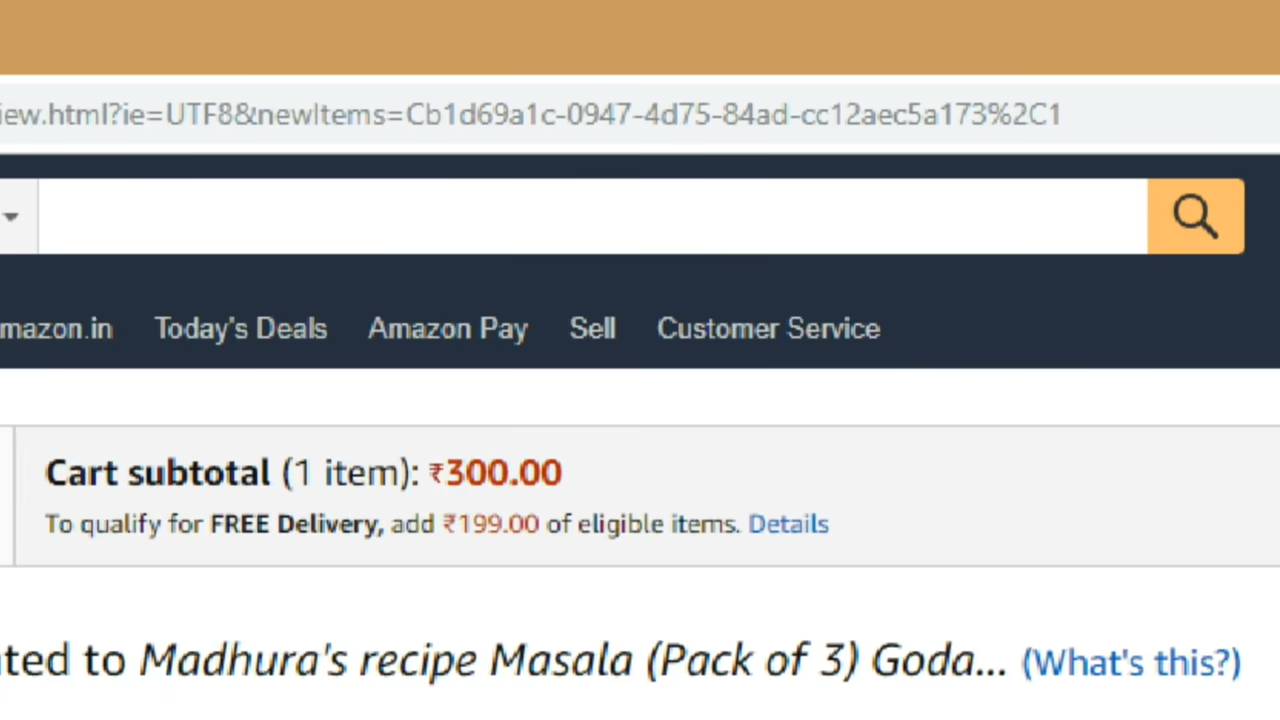 iew.html?ie=UTF8&newItems=Cb1d69a1c-0947-4d75-84ad-cc12aec5a173%2C1
mazon.in Today's Deals Amazon Pay Sell Customer Service
Cart subtotal (1 item): ₹300.00
To qualify for FREE Delivery, add ₹199.00 of eligible items. Details
ted to Madhura's recipe Masala (Pack of 3) Goda... (What's this?)